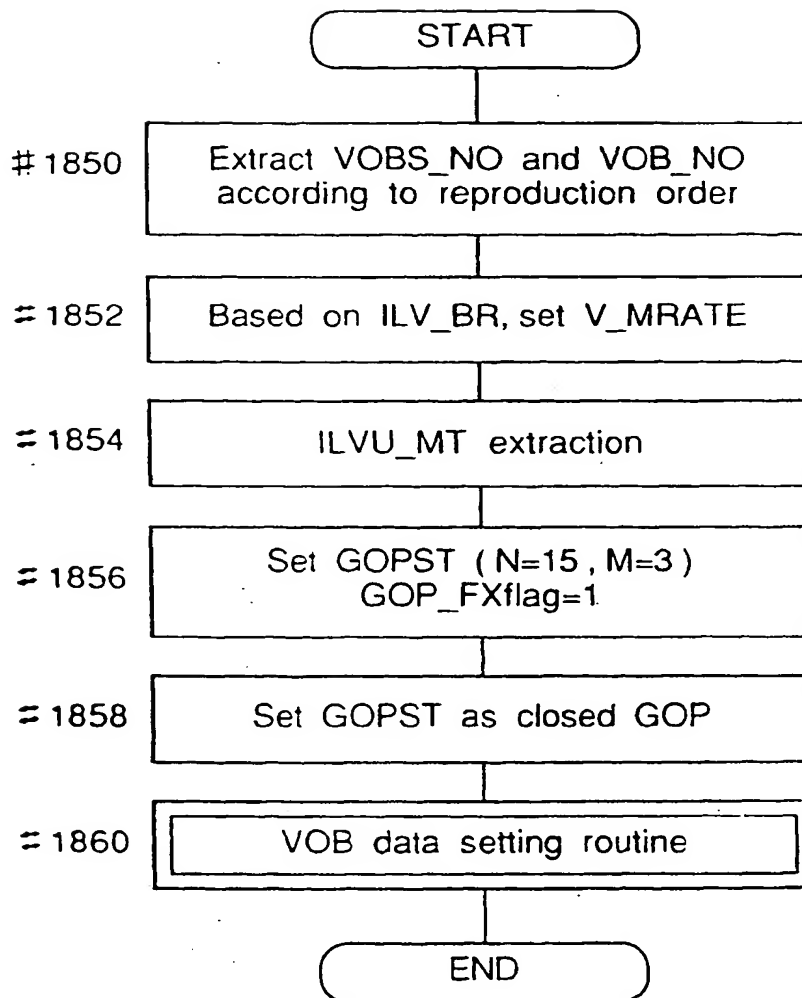 START
#1850
Extract VOBS_NO and VOB_NO
according to reproduction order
#1852
Based on ILV_BR, set V_MRATE
#1854
ILVU_MT extraction
#1856
Set GOPST (N=15, M=3)
GOP_FXflag=1
#1858
Set GOPST as closed GOP
#1860
VOB data setting routine
END